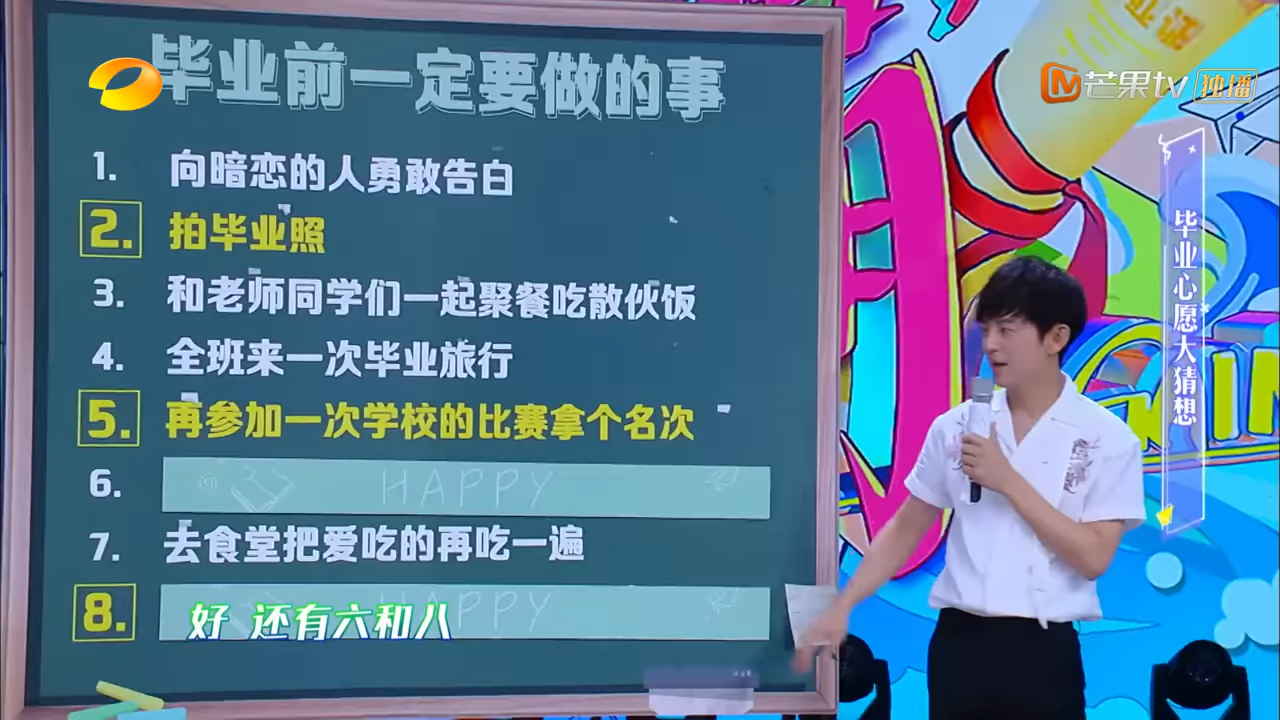 毕业前一定要做的事
芒果tv 独播
1. 向暗恋的人勇敢告白
2. 拍毕业照
3. 和老师同学们一起聚餐吃散伙饭
4. 全班来一次毕业旅行
5. 再参加一次学校的比赛拿个名次
6. HAPPY
7. 去食堂把爱吃的再吃一遍
8. HAPPY
好 还有六和八
毕业心愿大猜想